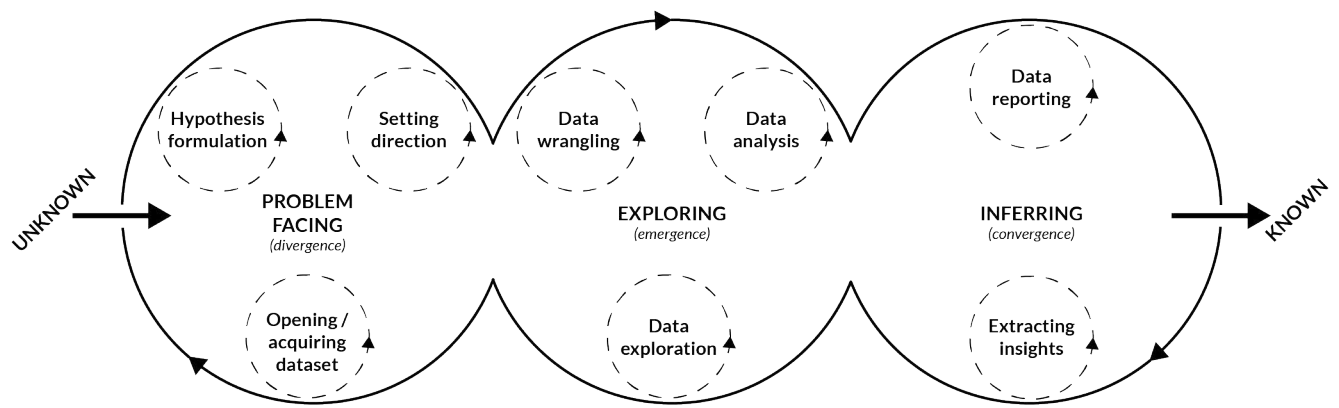 UNKNOWN
Hypothesis
formulation
Setting
direction
PROBLEM
FACING
(divergence)
Opening /
acquiring
dataset
Data
wrangling
Data
analysis
EXPLORING
(emergence)
Data
exploration
Data
reporting
INFERRING
(convergence)
Extracting
insights
KNOWN